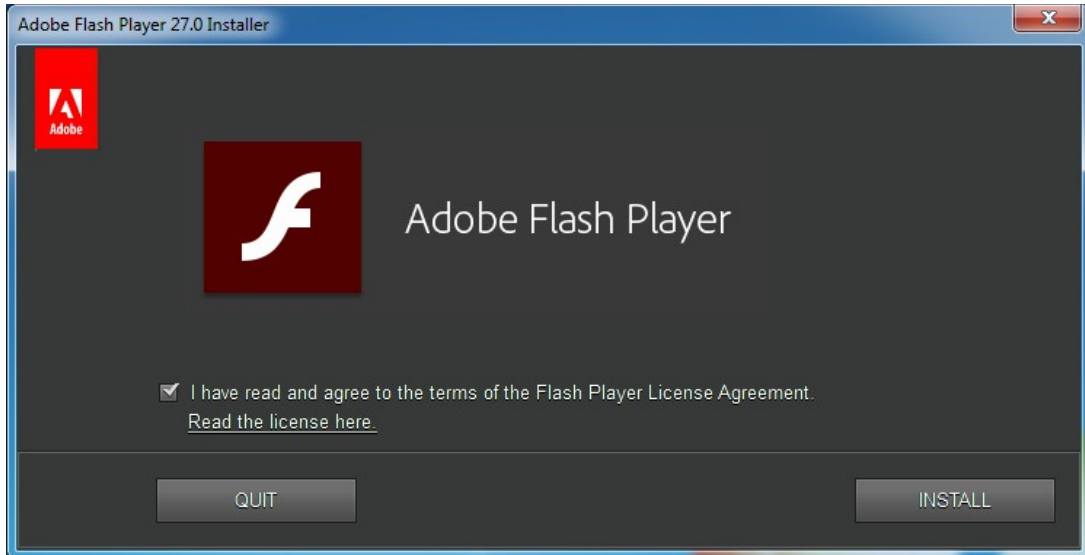 Adobe Flash Player 27.0 Installer
Adobe
Adobe Flash Player
I have read and agree to the terms of the Flash Player License Agreement.
Read the license here.
QUIT
INSTALL